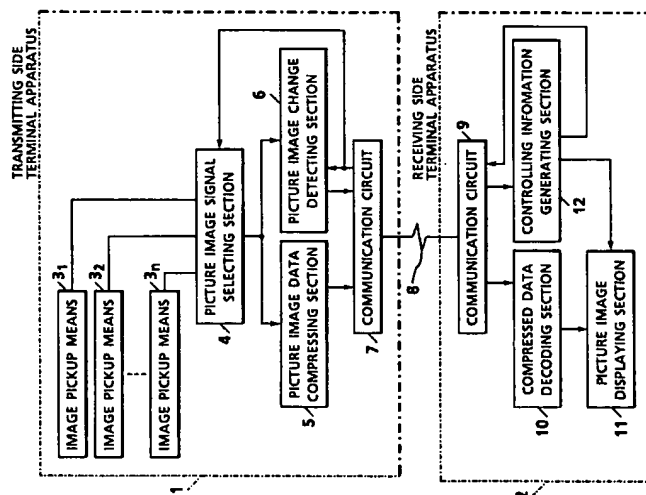 TRANSMITTING SIDE
TERMINAL APPARATUS
IMAGE PICKUP MEANS
3₁
IMAGE PICKUP MEANS
3₂
IMAGE PICKUP MEANS
3n
PICTURE IMAGE SIGNAL
SELECTING SECTION
4
PICTURE IMAGE DATA
COMPRESSING SECTION
5
PICTURE IMAGE CHANGE
DETECTING SECTION
6
COMMUNICATION CIRCUIT
7
1
8
RECEIVING SIDE
TERMINAL APPARATUS
COMMUNICATION CIRCUIT
9
COMPRESSED DATA
DECODING SECTION
10
CONTROLLING INFOMATION
GENERATING SECTION
12
PICTURE IMAGE
DISPLAYING SECTION
11
2